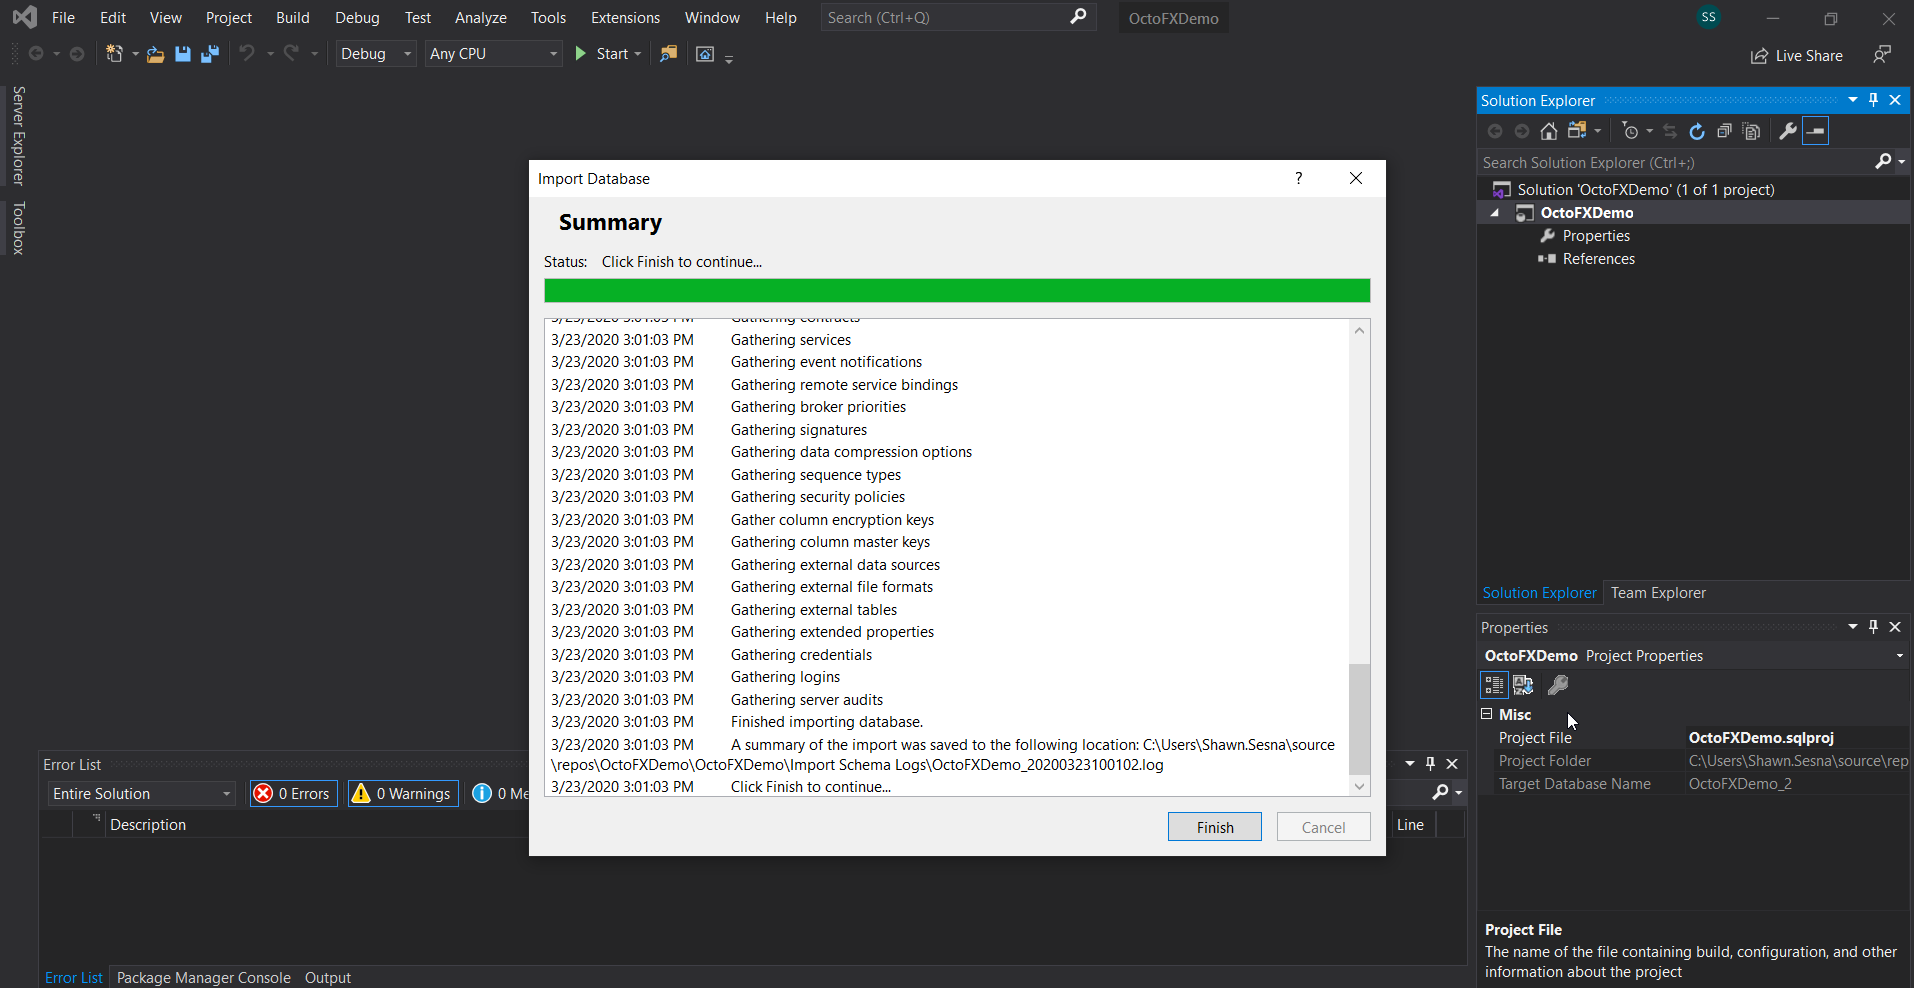 File Edit View Project Build Debug Test Analyze Tools Extensions Window Help Search (Ctrl+Q) OctoFXDemo SS
Debug Any CPU Start Live Share
Server Explorer
Toolbox
Solution Explorer
Search Solution Explorer (Ctrl+;)
Solution 'OctoFXDemo' (1 of 1 project)
OctoFXDemo
Properties
References
Solution Explorer Team Explorer
Import Database ?
Summary
Status: Click Finish to continue...
3/23/2020 3:01:03 PM Gathering contracts
3/23/2020 3:01:03 PM Gathering services
3/23/2020 3:01:03 PM Gathering event notifications
3/23/2020 3:01:03 PM Gathering remote service bindings
3/23/2020 3:01:03 PM Gathering broker priorities
3/23/2020 3:01:03 PM Gathering signatures
3/23/2020 3:01:03 PM Gathering data compression options
3/23/2020 3:01:03 PM Gathering sequence types
3/23/2020 3:01:03 PM Gathering security policies
3/23/2020 3:01:03 PM Gather column encryption keys
3/23/2020 3:01:03 PM Gathering column master keys
3/23/2020 3:01:03 PM Gathering external data sources
3/23/2020 3:01:03 PM Gathering external file formats
3/23/2020 3:01:03 PM Gathering external tables
3/23/2020 3:01:03 PM Gathering extended properties
3/23/2020 3:01:03 PM Gathering credentials
3/23/2020 3:01:03 PM Gathering logins
3/23/2020 3:01:03 PM Gathering server audits
3/23/2020 3:01:03 PM Finished importing database.
3/23/2020 3:01:03 PM A summary of the import was saved to the following location: C:\Users\Shawn.Sesna\source
\repos\OctoFXDemo\OctoFXDemo\Import Schema Logs\OctoFXDemo_20200323100102.log
3/23/2020 3:01:03 PM Click Finish to continue...
Finish Cancel
Properties
OctoFXDemo Project Properties
Misc
Project File OctoFXDemo.sqlproj
Project Folder C:\Users\Shawn.Sesna\source\rep
Target Database Name OctoFXDemo_2
Project File
The name of the file containing build, configuration, and other
information about the project
Error List
Entire Solution 0 Errors 0 Warnings 0 Me
Description Line
Error List Package Manager Console Output